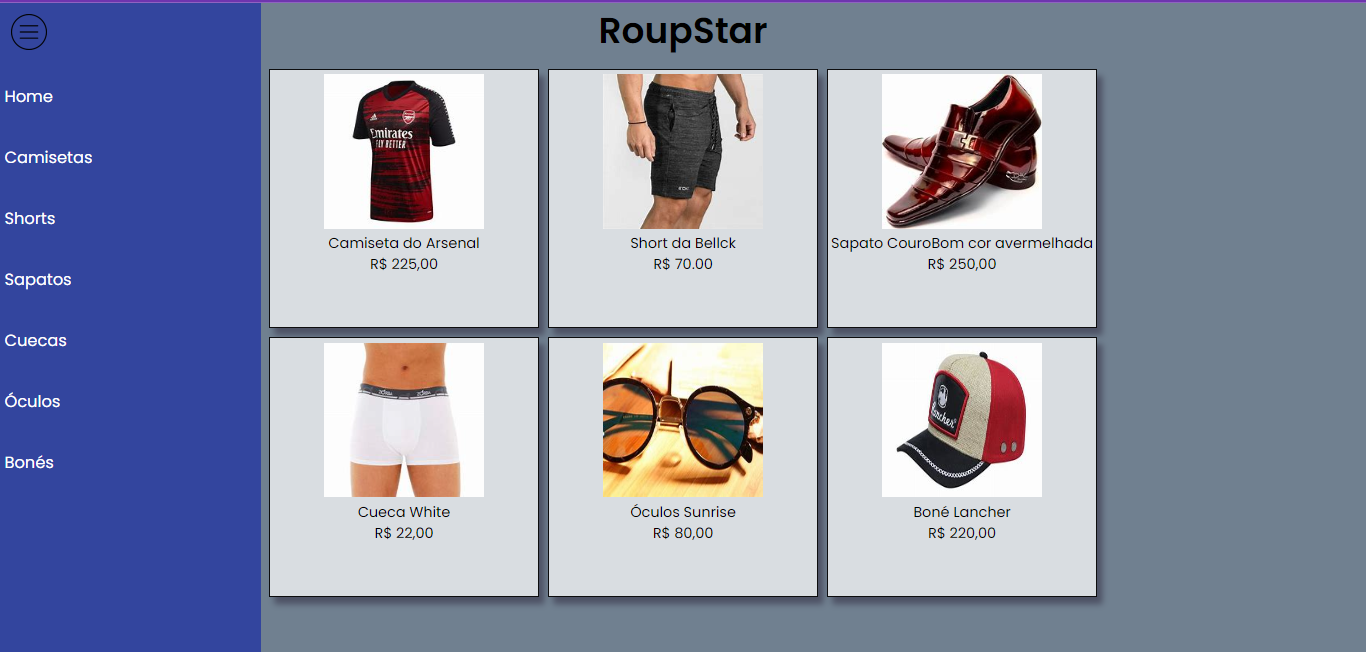 RoupStar
Home
Camisetas
Shorts
Sapatos
Cuecas
Óculos
Bonés
Emirates
FLY BETTER
Camiseta do Arsenal
R$ 225,00
Short da Bellck
R$ 70.00
Sapato CouroBom cor avermelhada
R$ 250,00
Cueca White
R$ 22,00
Óculos Sunrise
R$ 80,00
Lancher
Boné Lancher
R$ 220,00